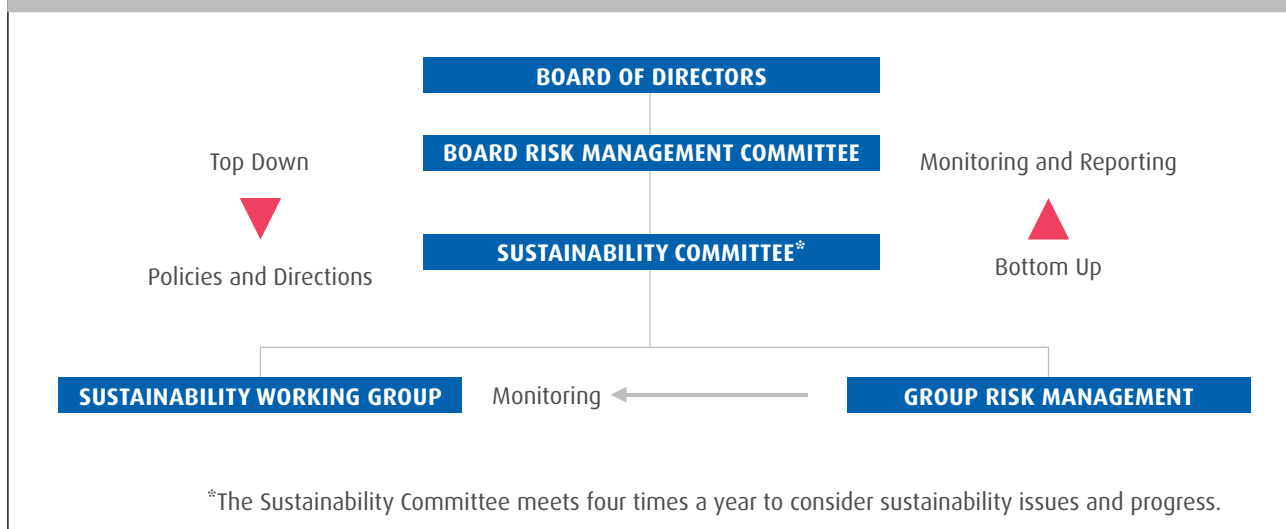 BOARD OF DIRECTORS
BOARD RISK MANAGEMENT COMMITTEE
Top Down
Monitoring and Reporting
SUSTAINABILITY COMMITTEE*
Policies and Directions
Bottom Up
SUSTAINABILITY WORKING GROUP
Monitoring
GROUP RISK MANAGEMENT
*The Sustainability Committee meets four times a year to consider sustainability issues and progress.